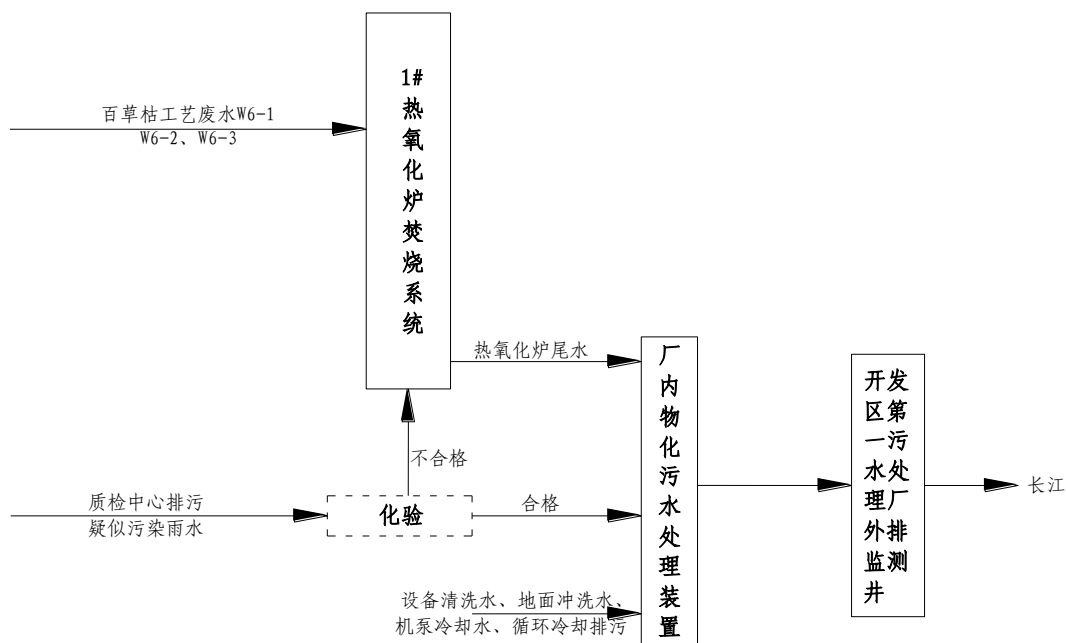 1#热氧化炉焚烧系统
百草枯工艺废水W6-1
W6-2、W6-3
热氧化炉尾水
厂内物化污水处理装置
开发
区第
一污
水处
理厂
外排
监测
井
长江
不合格
质检中心排污
疑似污染雨水
化验
合格
设备清洗水、地面冲洗水、
机泵冷却水、循环冷却排污